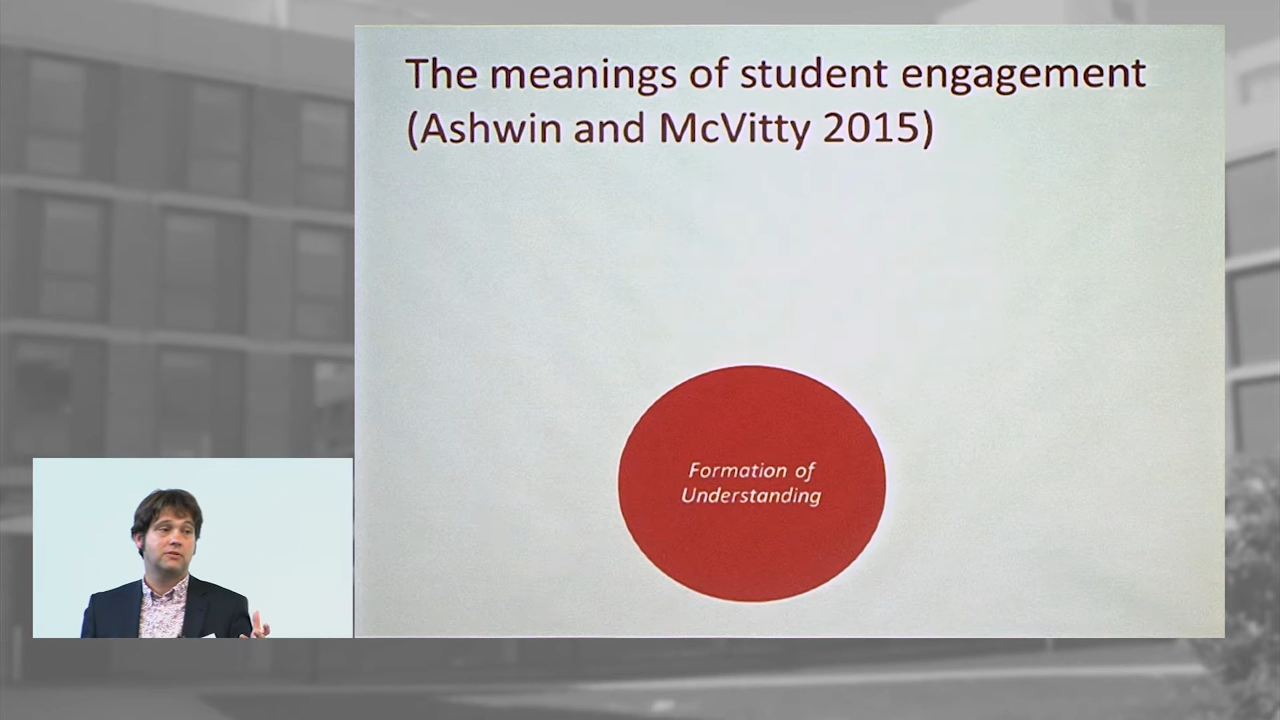 The meanings of student engagement
(Ashwin and McVitty 2015)
Formation of
Understanding